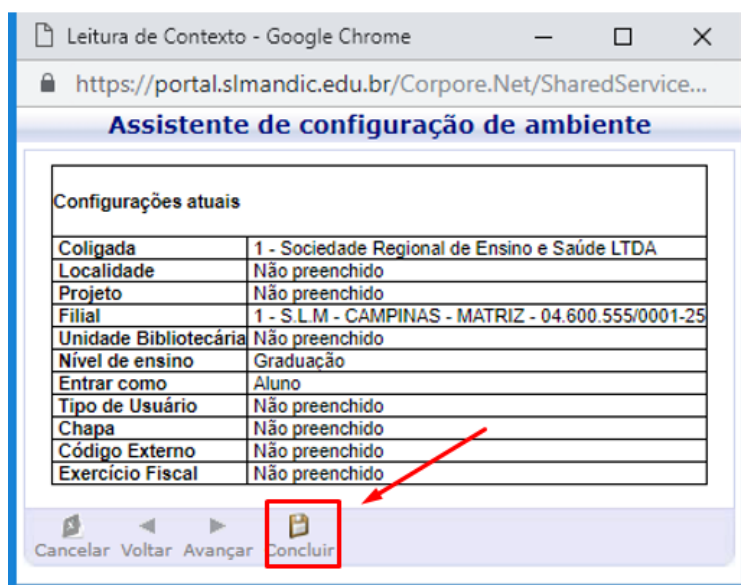 Leitura de Contexto - Google Chrome
https://portal.slmandic.edu.br/Corpore.Net/SharedService...
Assistente de configuração de ambiente
Configurações atuais
Coligada 1 - Sociedade Regional de Ensino e Saúde LTDA
Localidade Não preenchido
Projeto Não preenchido
Filial 1 - S.L.M - CAMPINAS - MATRIZ - 04.600.555/0001-25
Unidade Bibliotecária Não preenchido
Nível de ensino Graduação
Entrar como Aluno
Tipo de Usuário Não preenchido
Chapa Não preenchido
Código Externo Não preenchido
Exercício Fiscal Não preenchido
Cancelar Voltar Avançar Concluir